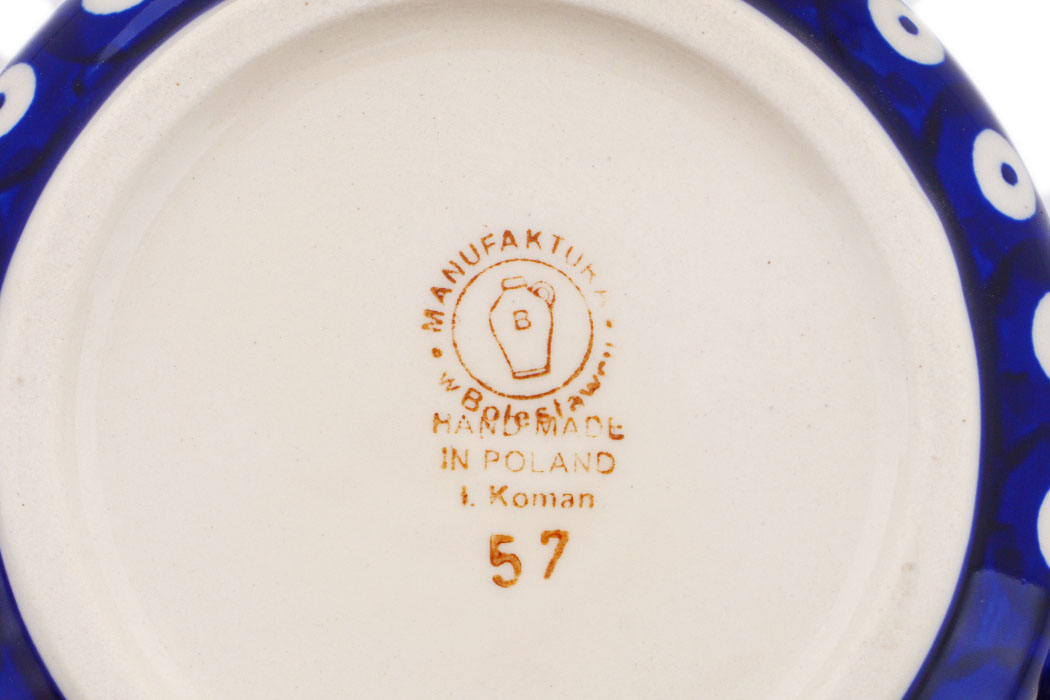 MANUFAKTURA
B
w Bolesławcu
HAND MADE
IN POLAND
I. Koman
57